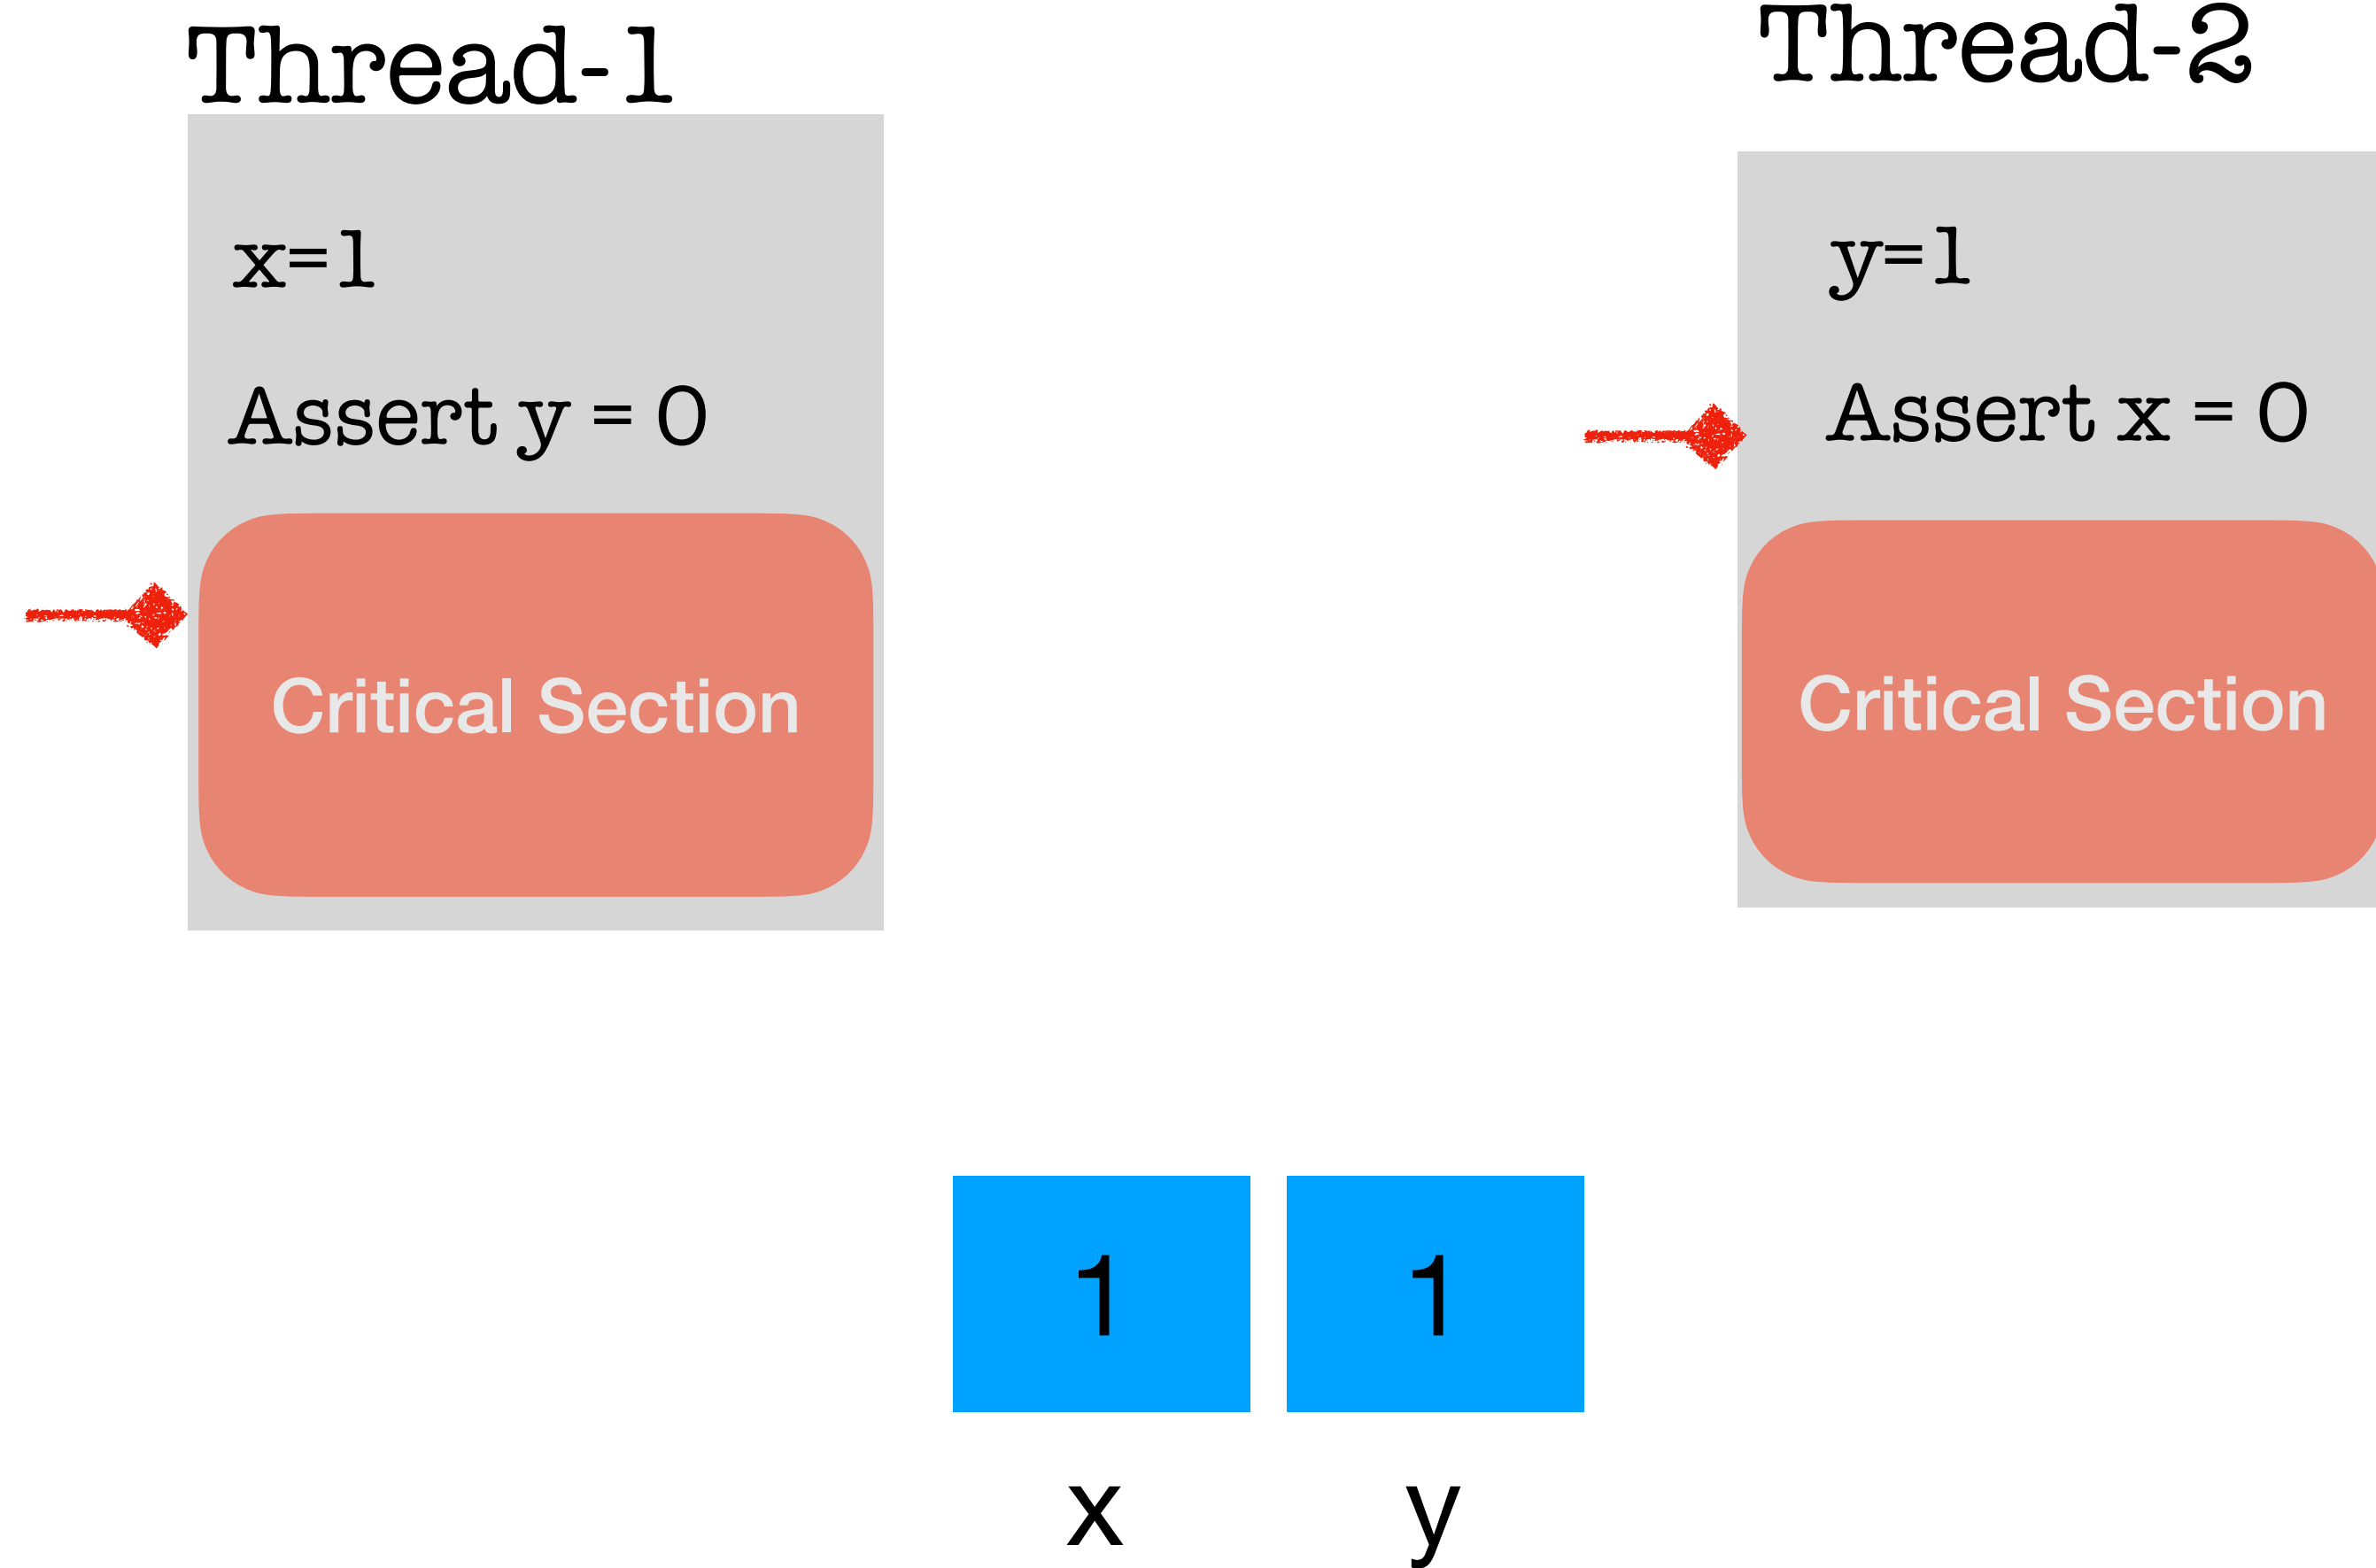 Thread-1
x=1
Assert y = 0
Critical Section
Thread-2
y=1
Assert x = 0
Critical Section
1 1
x y